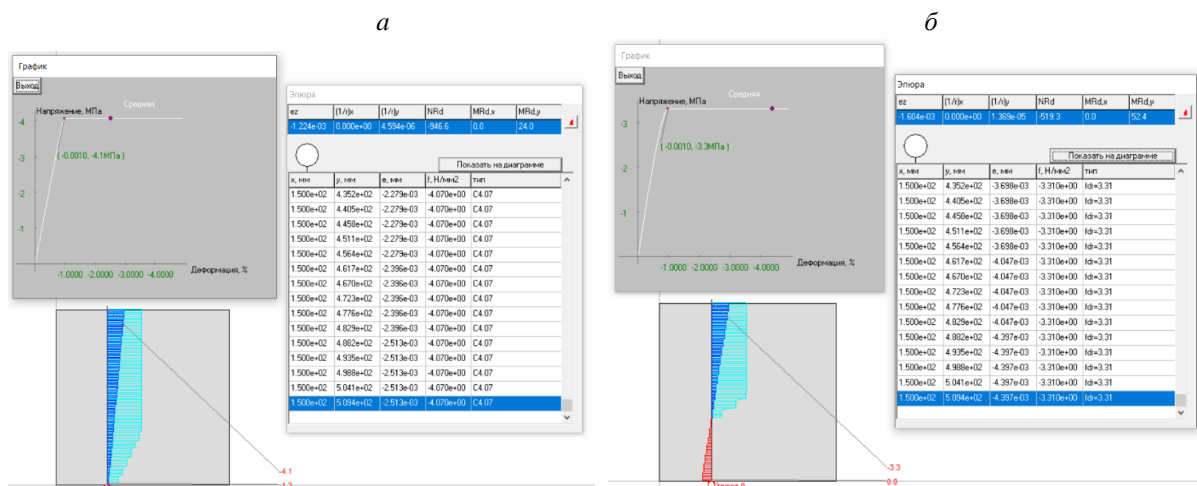 а
График
Выход
Напряжение, МПа
Средняя
-4
( -0.0010, -4.1МПа )
-3
-2
-1
-1.0000 -2.0000 -3.0000 -4.0000
Деформация, %
Эпюра
ez (1/r)x (1/r)y NRd MRd,x MRd,y
-1.224e-03 0.000e+00 4.594e-06 -946.6 0.0 24.0
Показать на диаграмме
x, мм y, мм e, мм f, Н/мм2 тип
1.500e+02 4.352e+02 -2.279e-03 -4.070e+00 C4.07
1.500e+02 4.405e+02 -2.279e-03 -4.070e+00 C4.07
1.500e+02 4.458e+02 -2.279e-03 -4.070e+00 C4.07
1.500e+02 4.511e+02 -2.279e-03 -4.070e+00 C4.07
1.500e+02 4.564e+02 -2.279e-03 -4.070e+00 C4.07
1.500e+02 4.617e+02 -2.396e-03 -4.070e+00 C4.07
1.500e+02 4.670e+02 -2.396e-03 -4.070e+00 C4.07
1.500e+02 4.723e+02 -2.396e-03 -4.070e+00 C4.07
1.500e+02 4.776e+02 -2.396e-03 -4.070e+00 C4.07
1.500e+02 4.829e+02 -2.396e-03 -4.070e+00 C4.07
1.500e+02 4.882e+02 -2.513e-03 -4.070e+00 C4.07
1.500e+02 4.935e+02 -2.513e-03 -4.070e+00 C4.07
1.500e+02 4.988e+02 -2.513e-03 -4.070e+00 C4.07
1.500e+02 5.041e+02 -2.513e-03 -4.070e+00 C4.07
1.500e+02 5.094e+02 -2.513e-03 -4.070e+00 C4.07
-4.1
б
График
Выход
Напряжение, МПа
Средняя
-3
( -0.0010, -3.3МПа )
-2
-1
-1.0000 -2.0000 -3.0000 -4.0000
Деформация, %
Эпюра
ez (1/r)x (1/r)y NRd MRd,x MRd,y
-1.604e-03 0.000e+00 1.369e-05 -519.3 0.0 52.4
Показать на диаграмме
x, мм y, мм e, мм f, Н/мм2 тип
1.500e+02 4.352e+02 -3.698e-03 -3.310e+00 fd=3.31
1.500e+02 4.405e+02 -3.698e-03 -3.310e+00 fd=3.31
1.500e+02 4.458e+02 -3.698e-03 -3.310e+00 fd=3.31
1.500e+02 4.511e+02 -3.698e-03 -3.310e+00 fd=3.31
1.500e+02 4.564e+02 -3.698e-03 -3.310e+00 fd=3.31
1.500e+02 4.617e+02 -4.047e-03 -3.310e+00 fd=3.31
1.500e+02 4.670e+02 -4.047e-03 -3.310e+00 fd=3.31
1.500e+02 4.723e+02 -4.047e-03 -3.310e+00 fd=3.31
1.500e+02 4.776e+02 -4.047e-03 -3.310e+00 fd=3.31
1.500e+02 4.829e+02 -4.047e-03 -3.310e+00 fd=3.31
1.500e+02 4.882e+02 -4.397e-03 -3.310e+00 fd=3.31
1.500e+02 4.935e+02 -4.397e-03 -3.310e+00 fd=3.31
1.500e+02 4.988e+02 -4.397e-03 -3.310e+00 fd=3.31
1.500e+02 5.041e+02 -4.397e-03 -3.310e+00 fd=3.31
1.500e+02 5.094e+02 -4.397e-03 -3.310e+00 fd=3.31
-3.3
0.0